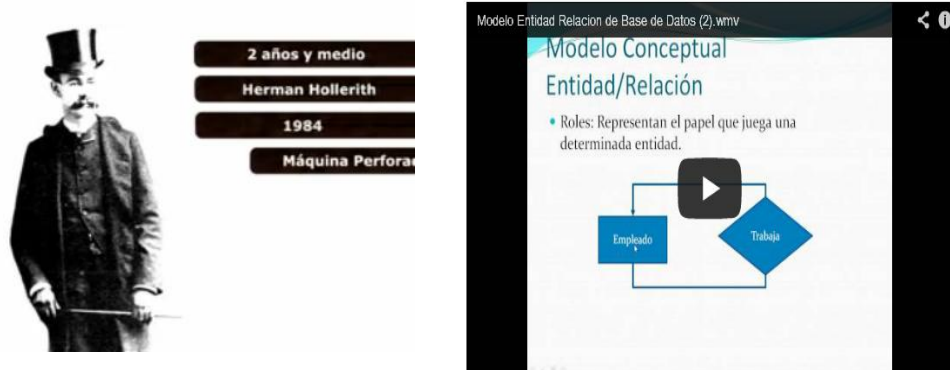 2 años y medio
Herman Hollerith
1984
Máquina Perfora
Modelo Entidad Relacion de Base de Datos (2).wmv
Modelo Conceptual
Entidad/Relación
• Roles: Representan el papel que juega una
determinada entidad.
Empleado
Trabaja